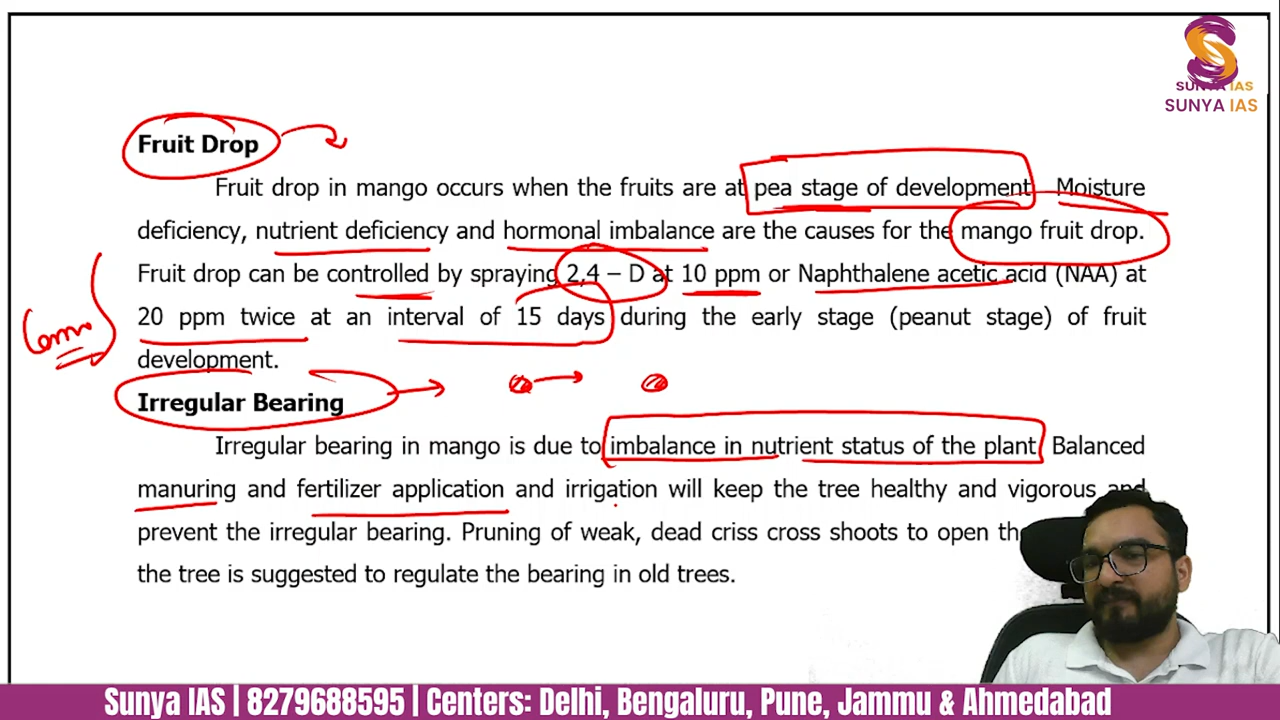 SUNYA IAS
SUNYA IAS
Fruit Drop
Fruit drop in mango occurs when the fruits are at pea stage of development. Moisture
deficiency, nutrient deficiency and hormonal imbalance are the causes for the mango fruit drop.
Fruit drop can be controlled by spraying 2,4 – D at 10 ppm or Naphthalene acetic acid (NAA) at
20 ppm twice at an interval of 15 days during the early stage (peanut stage) of fruit
development.
Irregular Bearing
Irregular bearing in mango is due to imbalance in nutrient status of the plant. Balanced
manuring and fertilizer application and irrigation will keep the tree healthy and vigorous and
prevent the irregular bearing. Pruning of weak, dead criss cross shoots to open the
the tree is suggested to regulate the bearing in old trees.
Sunya IAS | 8279688595 | Centers: Delhi, Bengaluru, Pune, Jammu & Ahmedabad